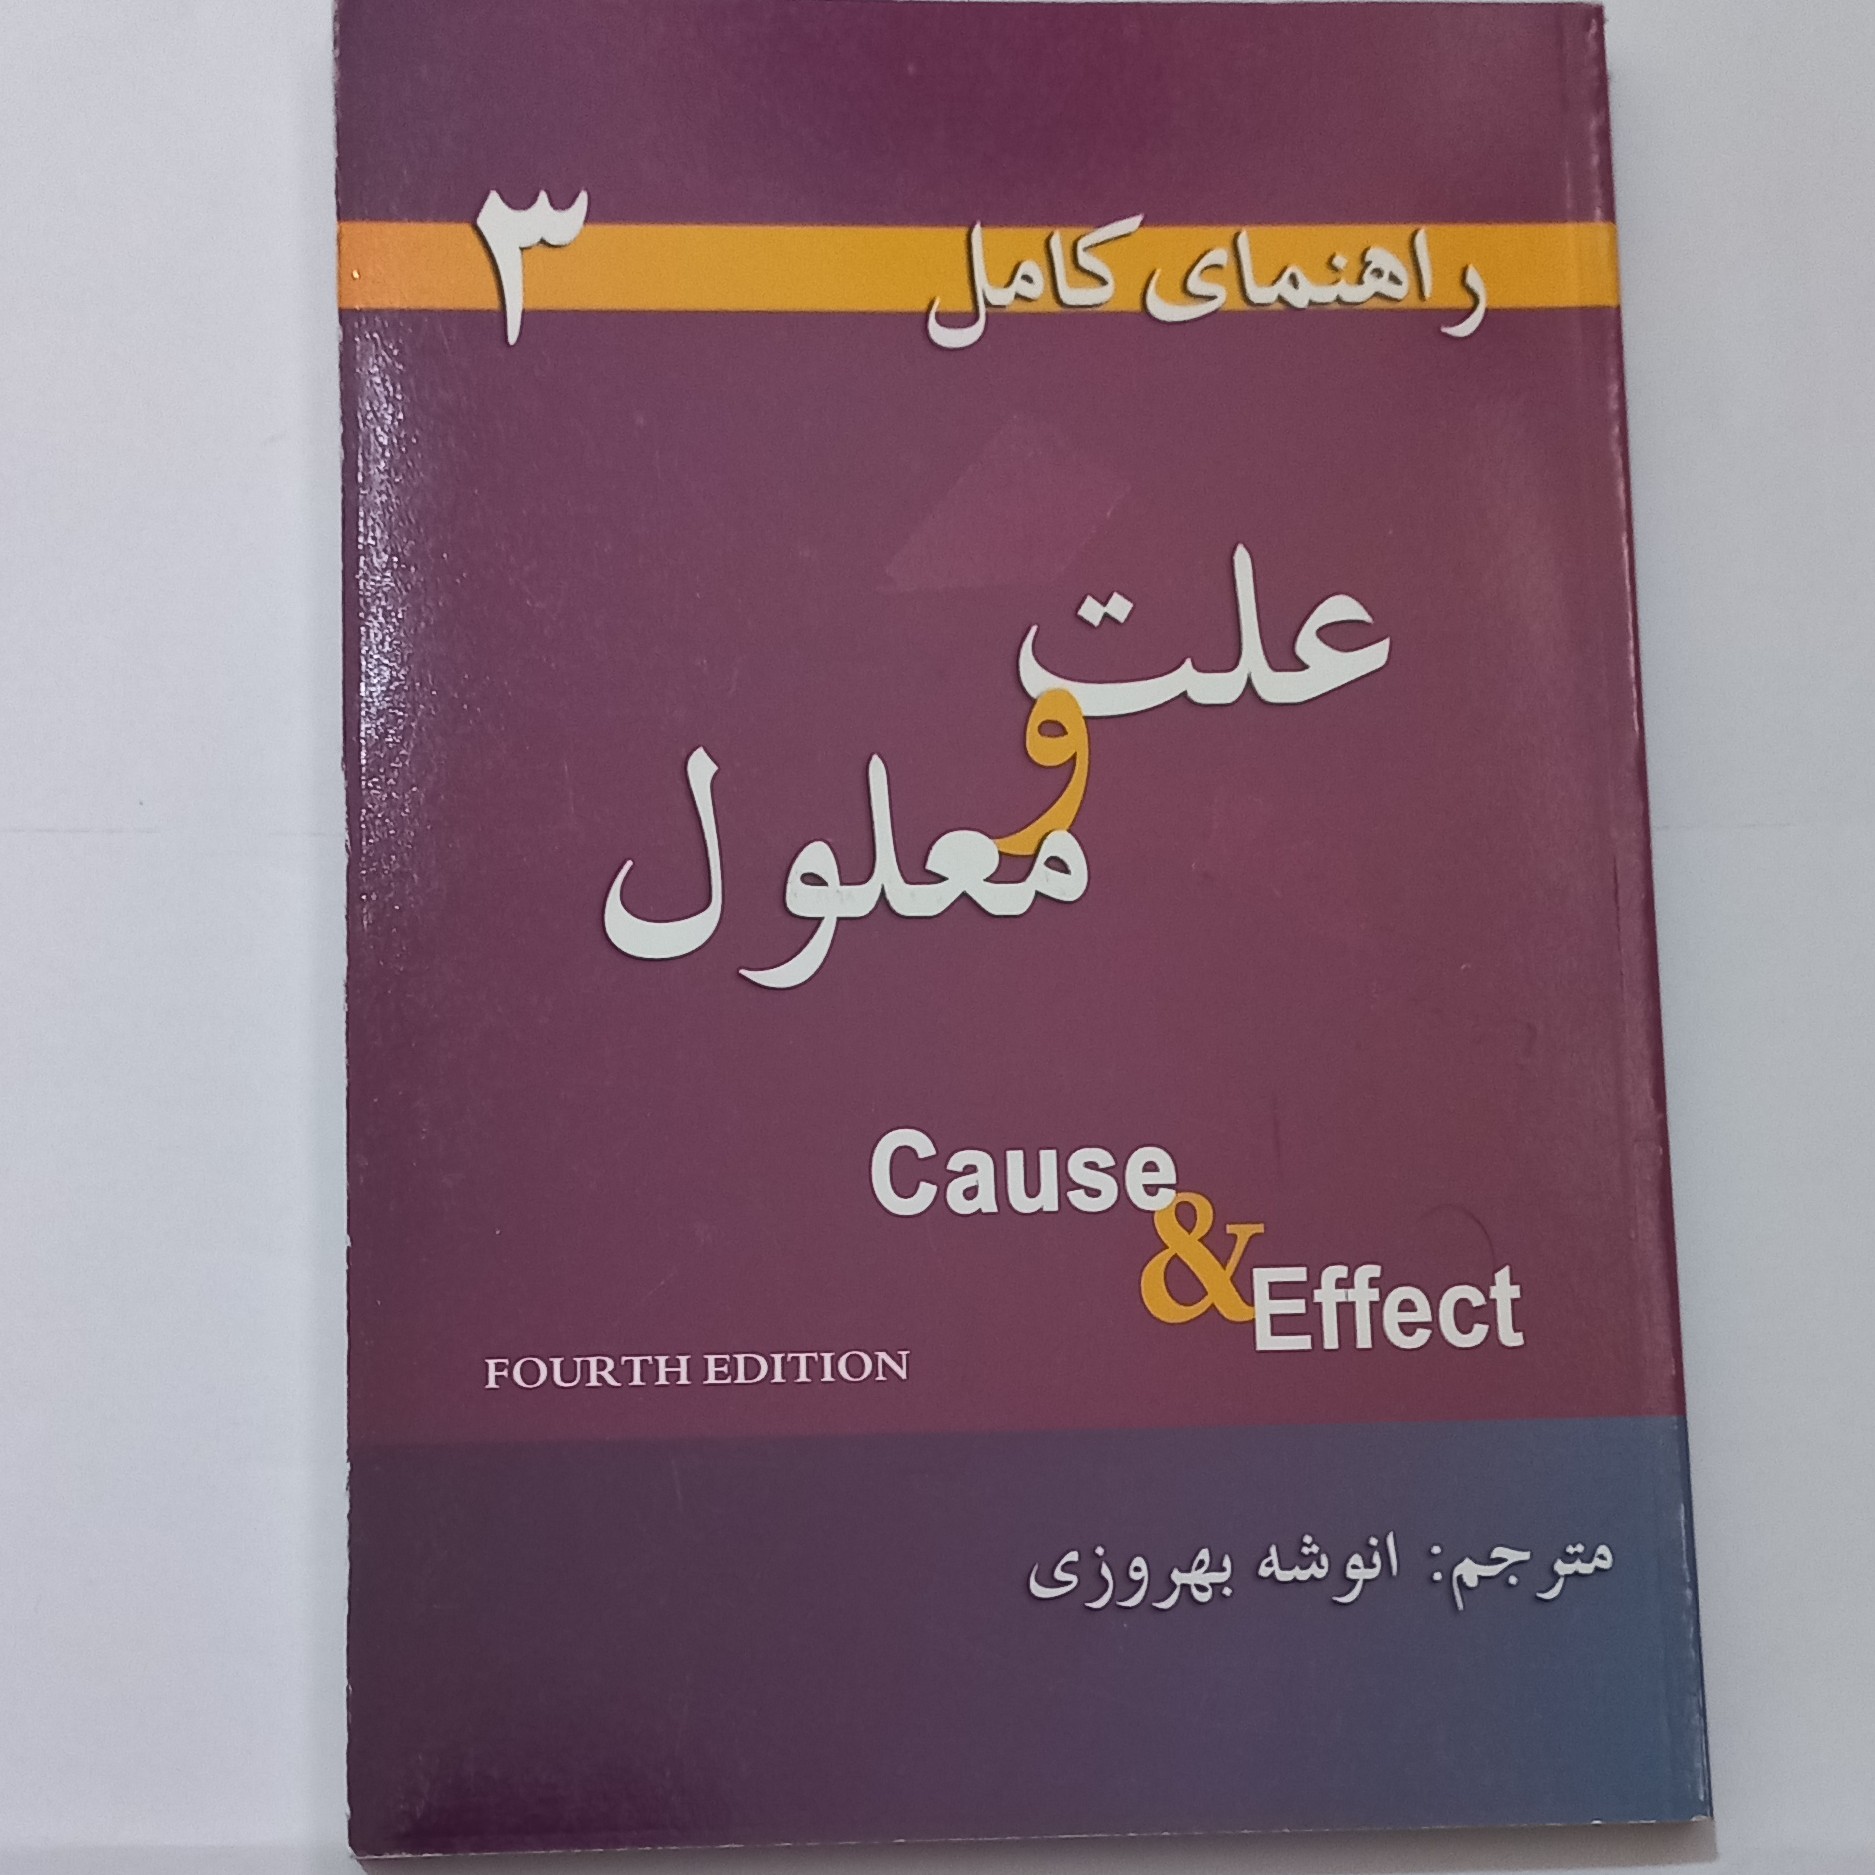 راهنمای کامل ۳
علت
و
معلول
Cause
&
Effect
FOURTH EDITION
مترجم: انوشه بهروزی